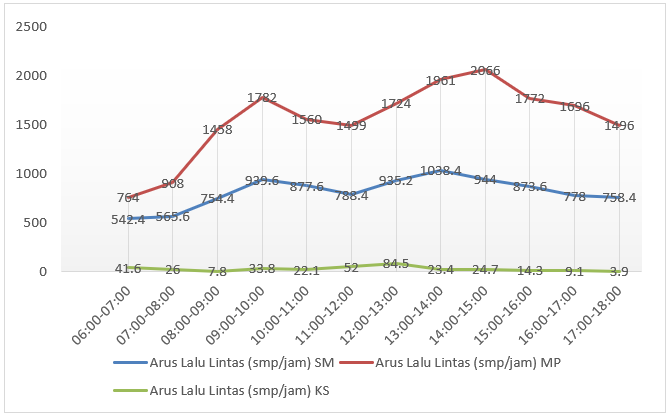 2500
2000
1500
1000
500
0
764 908 1458 1782 1560 1499 1724 1961 2066 1772 1696 1496
542.4 565.6 754.4 939.6 877.6 788.4 935.2 1028.4 944 873.6 778 758.4
41.6 26 7.8 33.8 22.1 52 84.5 23.4 24.7 14.3 9.1 3.9
06:00-07:00 07:00-08:00 08:00-09:00 09:00-10:00 10:00-11:00 11:00-12:00 12:00-13:00 13:00-14:00 14:00-15:00 15:00-16:00 16:00-17:00 17:00-18:00
Arus Lalu Lintas (smp/jam) SM Arus Lalu Lintas (smp/jam) MP
Arus Lalu Lintas (smp/jam) KS